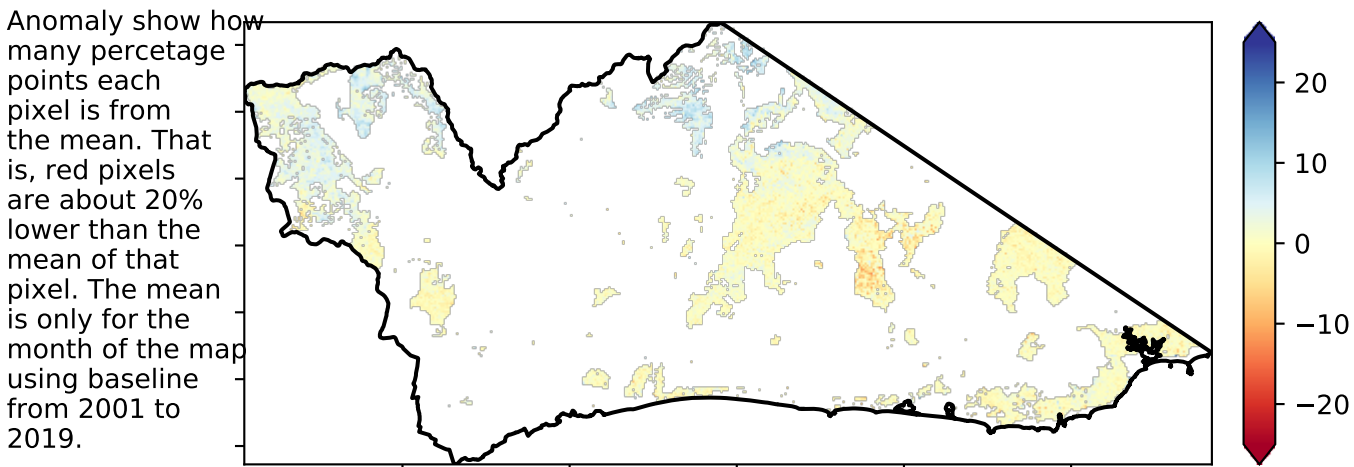 Anomaly show how
many percetage
points each
pixel is from
the mean. That
is, red pixels
are about 20%
lower than the
mean of that
pixel. The mean
is only for the
month of the map
using baseline
from 2001 to
2019.
20
10
0
−10
−20